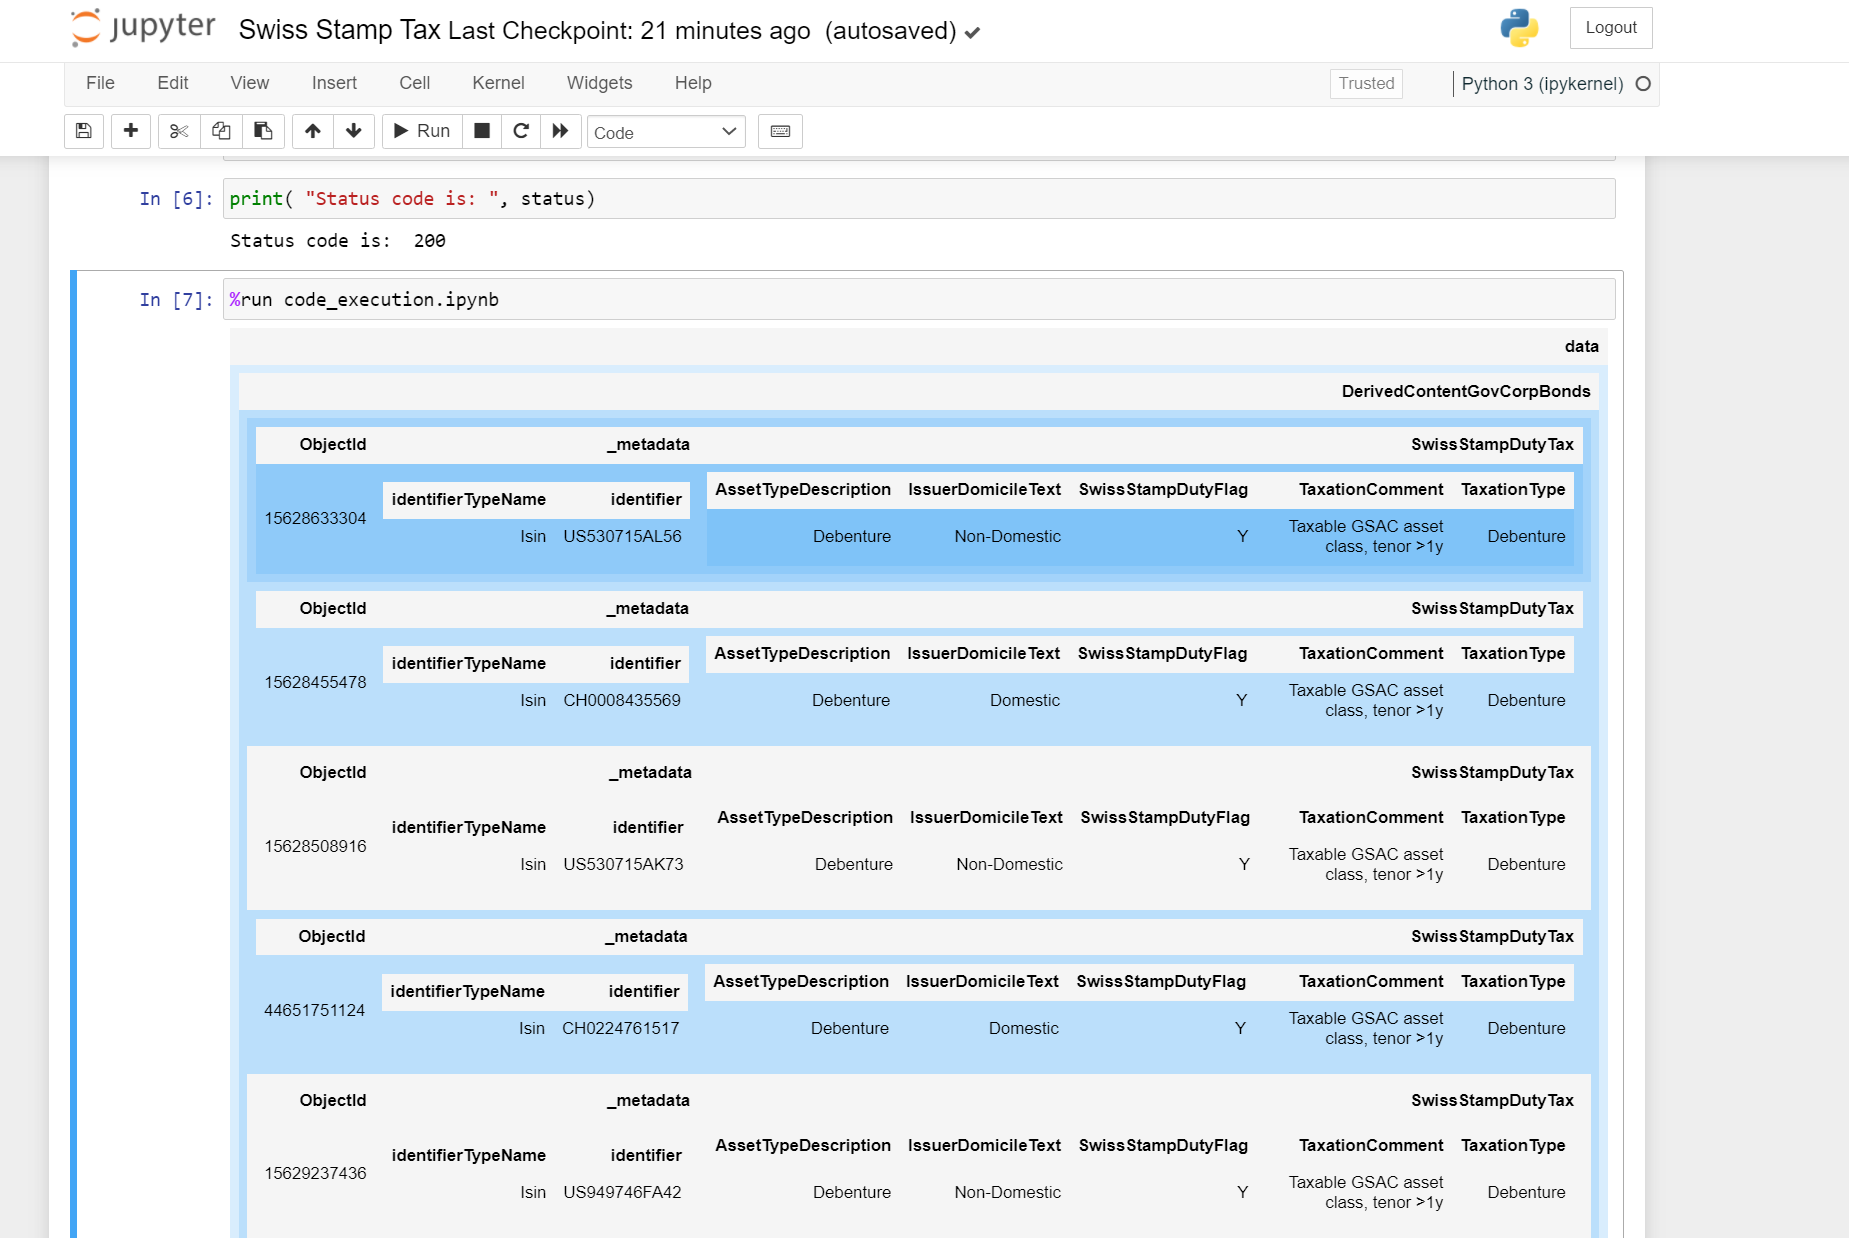 jupyter Swiss Stamp Tax Last Checkpoint: 21 minutes ago (autosaved) Logout
File Edit View Insert Cell Kernel Widgets Help Trusted Python 3 (ipykernel)
Run Code
In [6]: print( "Status code is: ", status)
Status code is:  200
In [7]: %run code_execution.ipynb
data
DerivedContentGovCorpBonds
ObjectId _metadata SwissStampDutyTax
AssetTypeDescription IssuerDomicileText SwissStampDutyFlag TaxationComment TaxationType
identifierTypeName identifier
15628633304
Isin US530715AL56 Debenture Non-Domestic Y Taxable GSAC asset class, tenor >1y Debenture
ObjectId _metadata SwissStampDutyTax
AssetTypeDescription IssuerDomicileText SwissStampDutyFlag TaxationComment TaxationType
identifierTypeName identifier
15628455478
Isin CH0008435569 Debenture Domestic Y Taxable GSAC asset class, tenor >1y Debenture
ObjectId _metadata SwissStampDutyTax
AssetTypeDescription IssuerDomicileText SwissStampDutyFlag TaxationComment TaxationType
identifierTypeName identifier
15628508916
Isin US530715AK73 Debenture Non-Domestic Y Taxable GSAC asset class, tenor >1y Debenture
ObjectId _metadata SwissStampDutyTax
AssetTypeDescription IssuerDomicileText SwissStampDutyFlag TaxationComment TaxationType
identifierTypeName identifier
44651751124
Isin CH0224761517 Debenture Domestic Y Taxable GSAC asset class, tenor >1y Debenture
ObjectId _metadata SwissStampDutyTax
AssetTypeDescription IssuerDomicileText SwissStampDutyFlag TaxationComment TaxationType
identifierTypeName identifier
15629237436
Isin US949746FA42 Debenture Non-Domestic Y Taxable GSAC asset class, tenor >1y Debenture